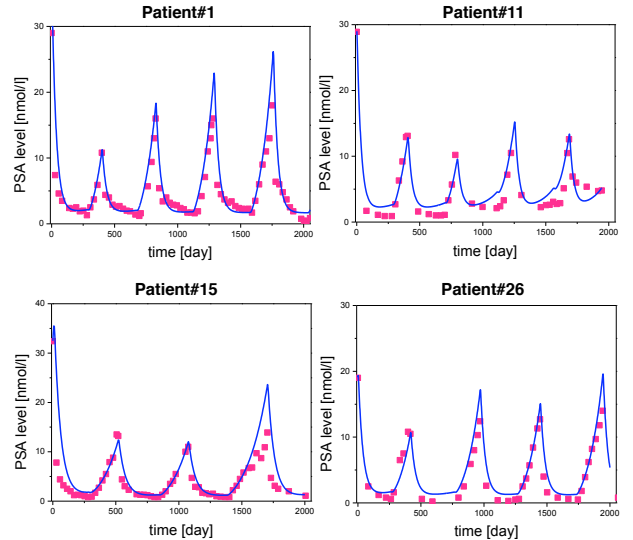 Patient#1
30
20
10
0
PSA level [nmol/l]
0 500 1000 1500 2000
time [day]
Patient#11
30
20
10
0
PSA level [nmol/l]
0 500 1000 1500 2000
time [day]
Patient#15
40
30
20
10
0
PSA level [nmol/l]
0 500 1000 1500 2000
time [day]
Patient#26
30
20
10
0
PSA level [nmol/l]
0 500 1000 1500 2000
time [day]